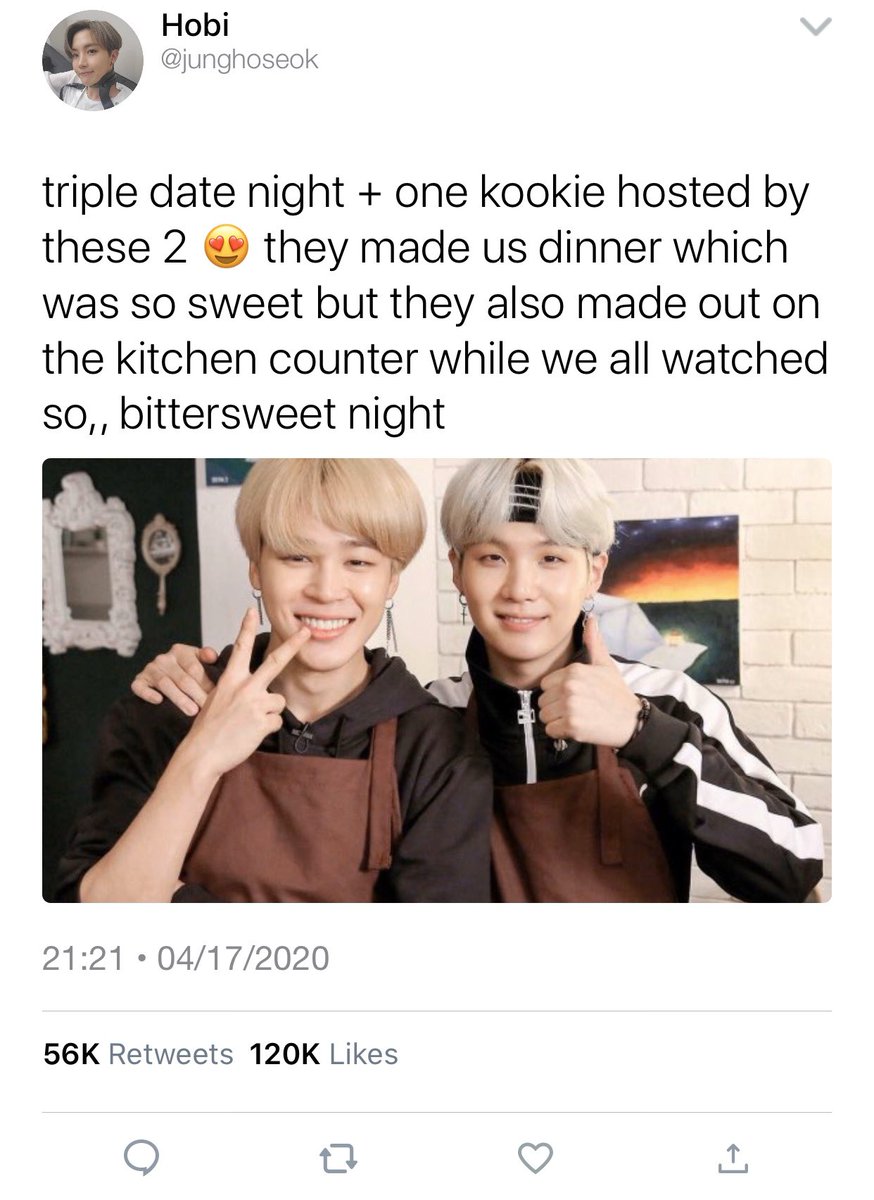 Hobi
@junghoseok
triple date night + one kookie hosted by
these 2 😍 they made us dinner which
was so sweet but they also made out on
the kitchen counter while we all watched
so,, bittersweet night
21:21 • 04/17/2020
56K Retweets 120K Likes